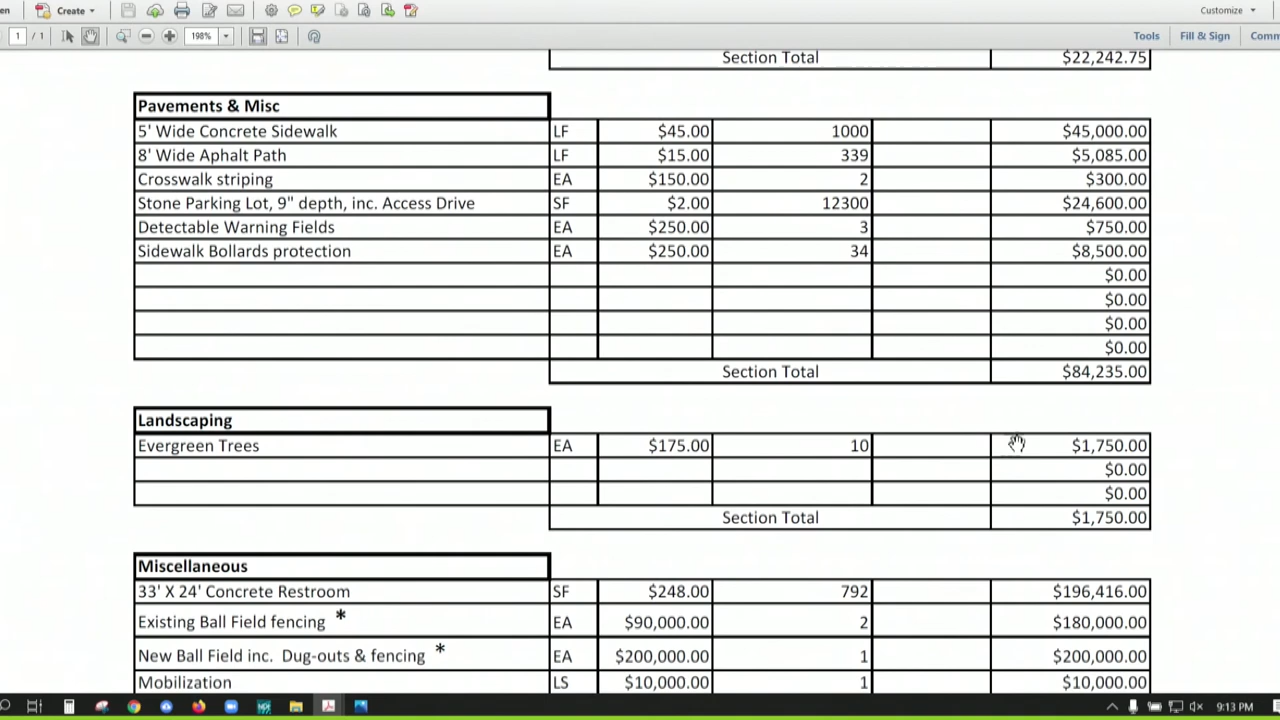 en Create Customize
1 / 1 198% Tools Fill & Sign Comm
Section Total $22,242.75
Pavements & Misc
5' Wide Concrete Sidewalk LF $45.00 1000 $45,000.00
8' Wide Aphalt Path LF $15.00 339 $5,085.00
Crosswalk striping EA $150.00 2 $300.00
Stone Parking Lot, 9" depth, inc. Access Drive SF $2.00 12300 $24,600.00
Detectable Warning Fields EA $250.00 3 $750.00
Sidewalk Bollards protection EA $250.00 34 $8,500.00
$0.00
$0.00
$0.00
$0.00
Section Total $84,235.00
Landscaping
Evergreen Trees EA $175.00 10 $1,750.00
$0.00
$0.00
Section Total $1,750.00
Miscellaneous
33' X 24' Concrete Restroom SF $248.00 792 $196,416.00
Existing Ball Field fencing * EA $90,000.00 2 $180,000.00
New Ball Field inc. Dug-outs & fencing * EA $200,000.00 1 $200,000.00
Mobilization LS $10,000.00 1 $10,000.00
9:13 PM